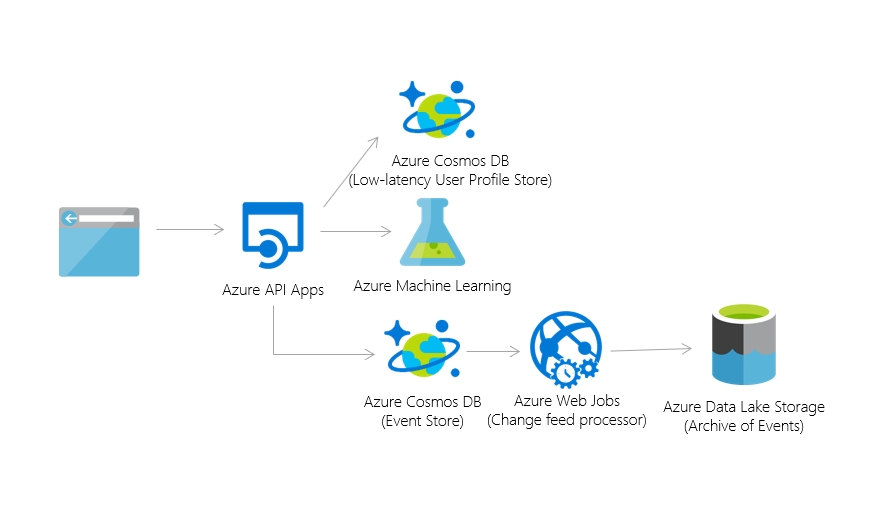 Azure Cosmos DB
(Low-latency User Profile Store)
Azure API Apps
Azure Machine Learning
Azure Cosmos DB
(Event Store)
Azure Web Jobs
(Change feed processor)
Azure Data Lake Storage
(Archive of Events)